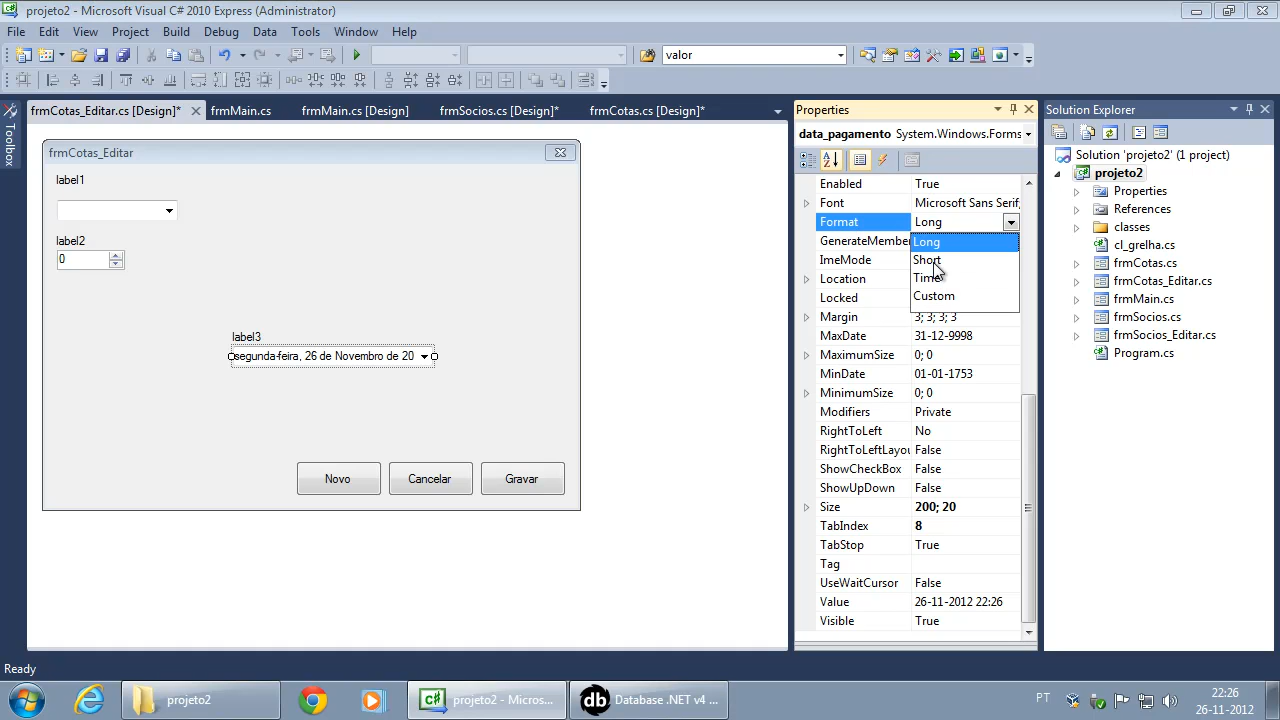 projeto2 - Microsoft Visual C# 2010 Express (Administrator)
File Edit View Project Build Debug Data Tools Window Help
valor
frmCotas_Editar.cs [Design]* frmMain.cs frmMain.cs [Design] frmSocios.cs [Design]* frmCotas.cs [Design]*
Toolbox
frmCotas_Editar
label1
label2
0
label3
segunda-feira, 26 de Novembro de 20
Novo Cancelar Gravar
Properties
data_pagamento System.Windows.Forms
Enabled True
Font Microsoft Sans Serif,
Format Long
GenerateMember
Long
ImeMode
Short
Location
Time
Locked
Custom
Margin 3; 3; 3; 3
MaxDate 31-12-9998
MaximumSize 0; 0
MinDate 01-01-1753
MinimumSize 0; 0
Modifiers Private
RightToLeft No
RightToLeftLayou False
ShowCheckBox False
ShowUpDown False
Size 200; 20
TabIndex 8
TabStop True
Tag
UseWaitCursor False
Value 26-11-2012 22:26
Visible True
Solution Explorer
Solution 'projeto2' (1 project)
projeto2
Properties
References
classes
cl_grelha.cs
frmCotas.cs
frmCotas_Editar.cs
frmMain.cs
frmSocios.cs
frmSocios_Editar.cs
Program.cs
Ready
projeto2
C# projeto2 - Micros...
db Database .NET v4 ...
PT
22:26
26-11-2012